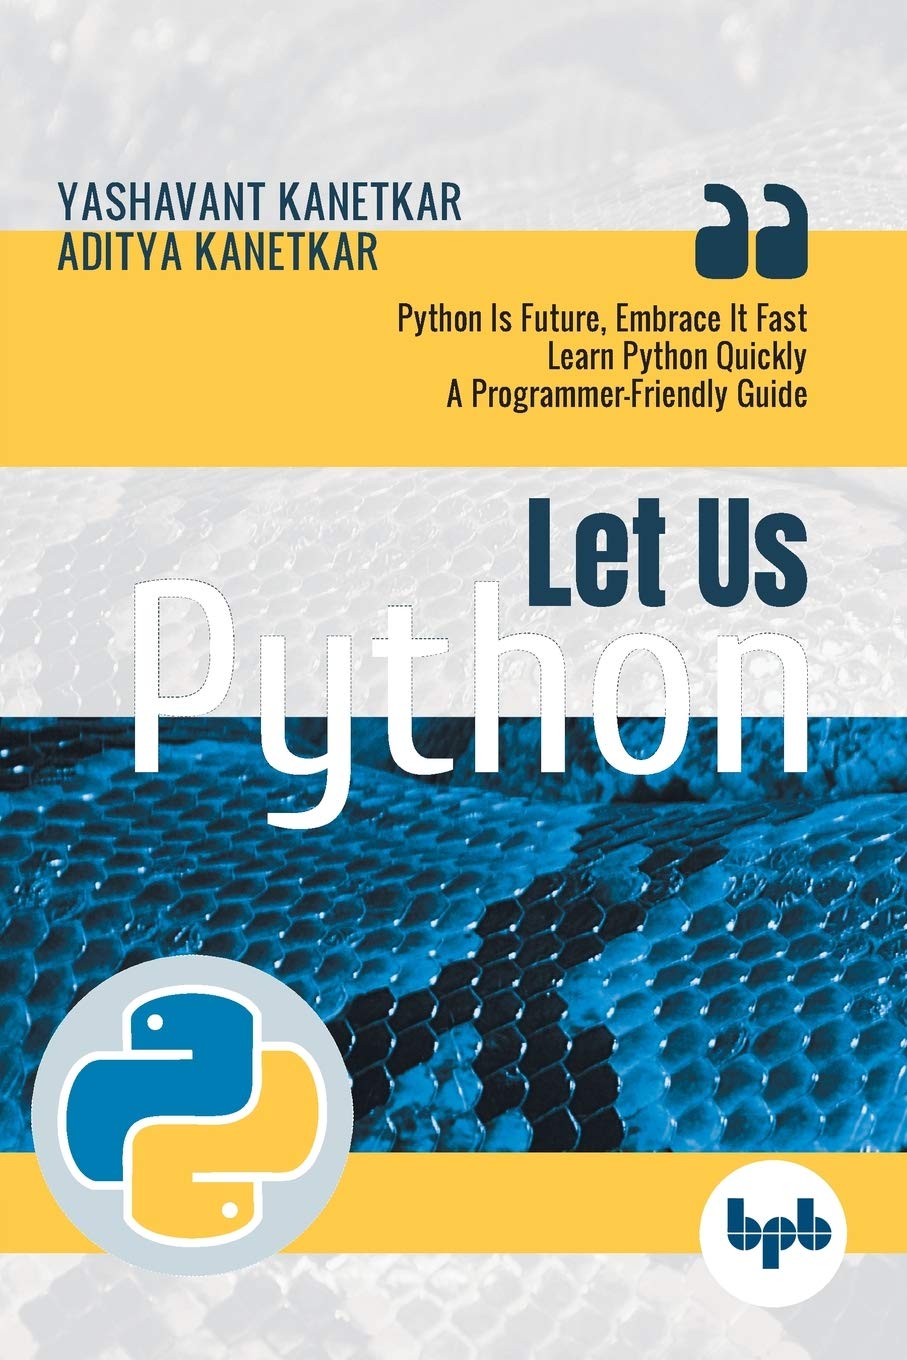 YASHAVANT KANETKAR
ADITYA KANETKAR
Python Is Future, Embrace It Fast
Learn Python Quickly
A Programmer-Friendly Guide
Let Us
Python
bpb